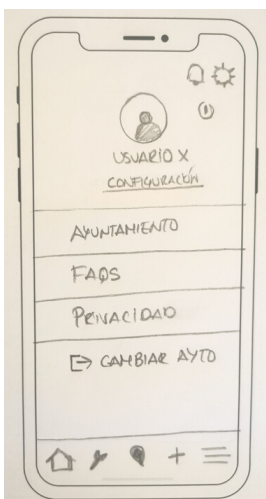 USUARIO X
CONFIGURACIÓN
AYUNTAMIENTO
FAQS
PRIVACIDAD
CAMBIAR AYTO